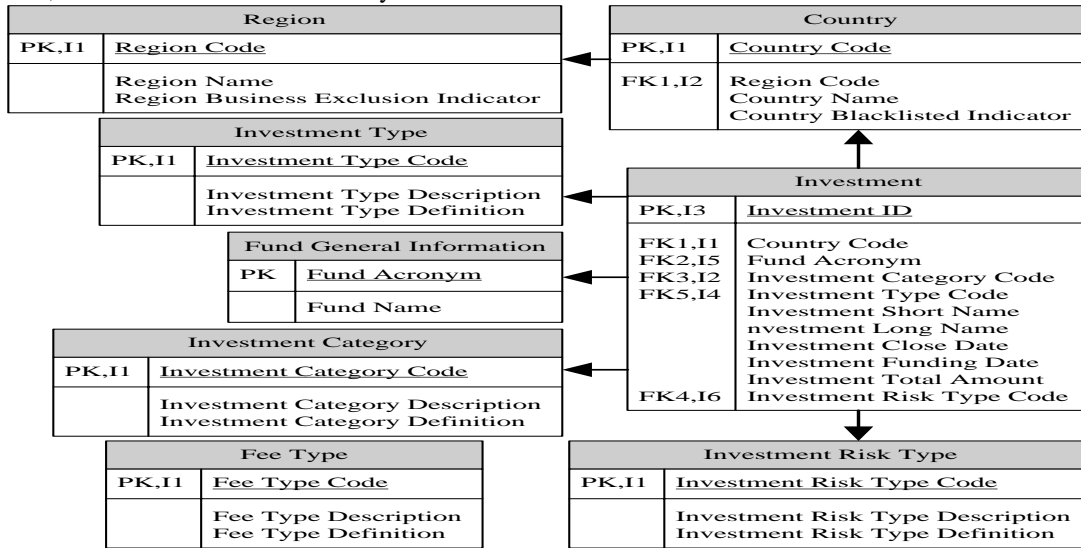 Region
PK,I1 Region Code
Region Name
Region Business Exclusion Indicator
Country
PK,I1 Country Code
FK1,I2 Region Code
Country Name
Country Blacklisted Indicator
Investment Type
PK,I1 Investment Type Code
Investment Type Description
Investment Type Definition
Investment
PK,I3 Investment ID
FK1,I1 Country Code
FK2,I5 Fund Acronym
FK3,I2 Investment Category Code
FK5,I4 Investment Type Code
Investment Short Name
nvestment Long Name
Investment Close Date
Investment Funding Date
Investment Total Amount
FK4,I6 Investment Risk Type Code
Fund General Information
PK Fund Acronym
Fund Name
Investment Category
PK,I1 Investment Category Code
Investment Category Description
Investment Category Definition
Fee Type
PK,I1 Fee Type Code
Fee Type Description
Fee Type Definition
Investment Risk Type
PK,I1 Investment Risk Type Code
Investment Risk Type Description
Investment Risk Type Definition